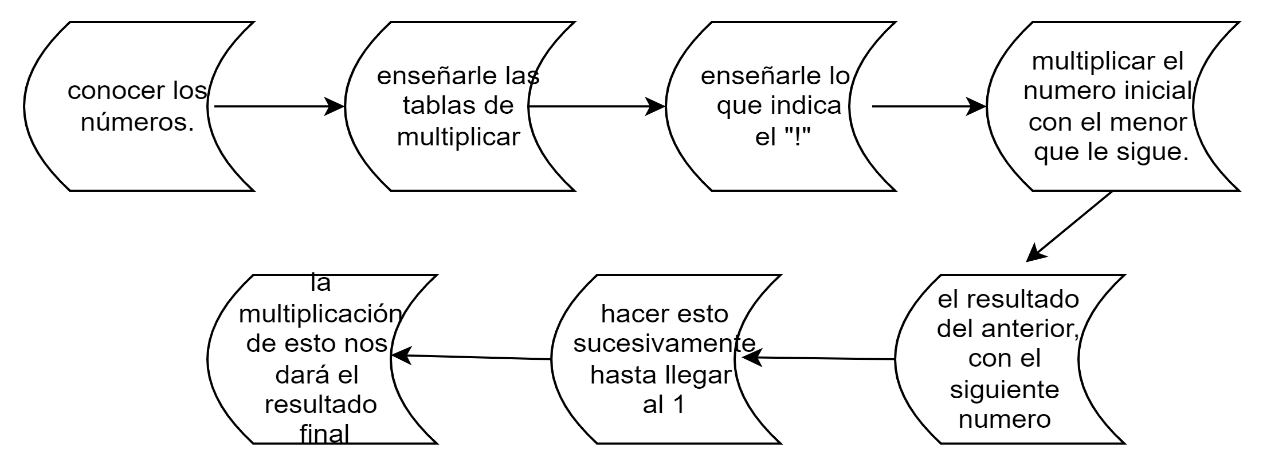 conocer los
números.
enseñarle las
tablas de
multiplicar
enseñarle lo
que indica
el "!"
multiplicar el
numero inicial
con el menor
que le sigue.
el resultado
del anterior,
con el
siguiente
numero
hacer esto
sucesivamente
hasta llegar
al 1
la
multiplicación
de esto nos
dará el
resultado
final